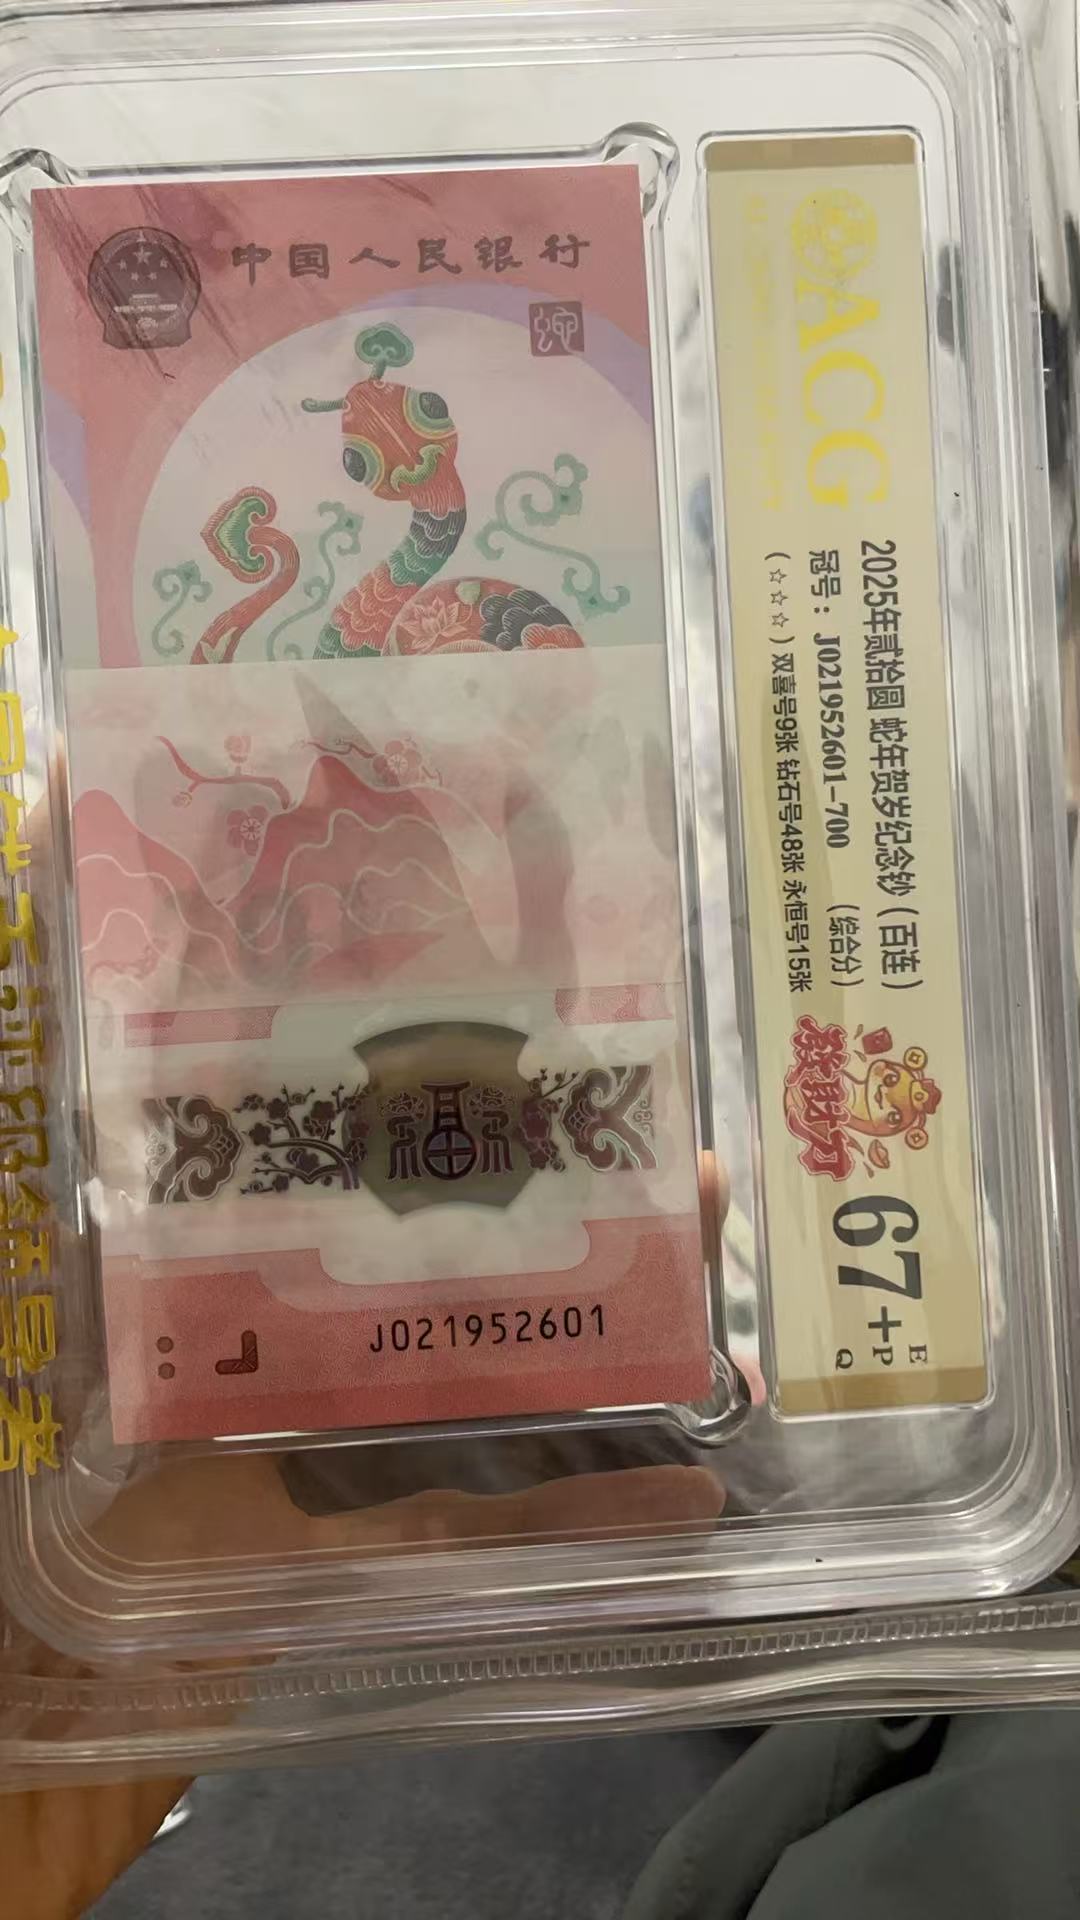 中国人民银行
蛇
J021952601
ACG
2025年贰拾圆 蛇年贺岁纪念钞（百连）
冠号：J021952601-700 （综合分）
（☆☆☆）双喜号9张 钻石号48张 永恒号15张
發财了
67+
E
P
Q